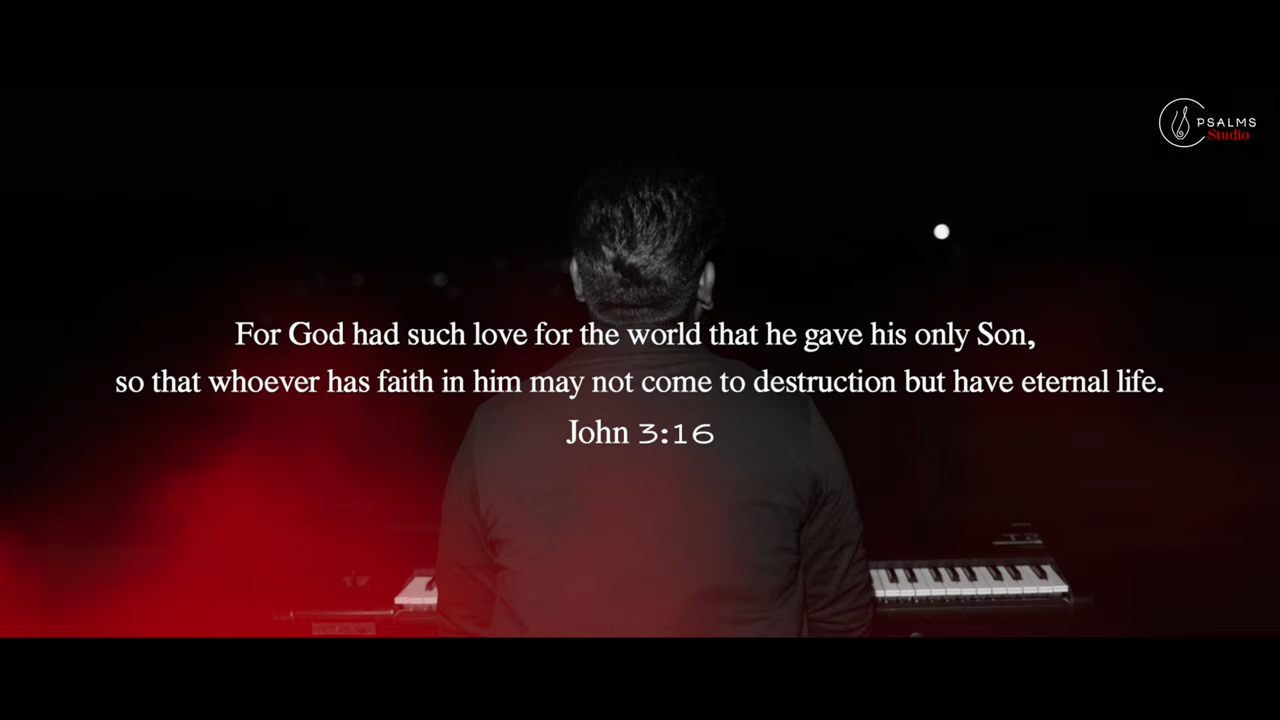 PSALMS
Studio
For God had such love for the world that he gave his only Son,
so that whoever has faith in him may not come to destruction but have eternal life.
John 3:16